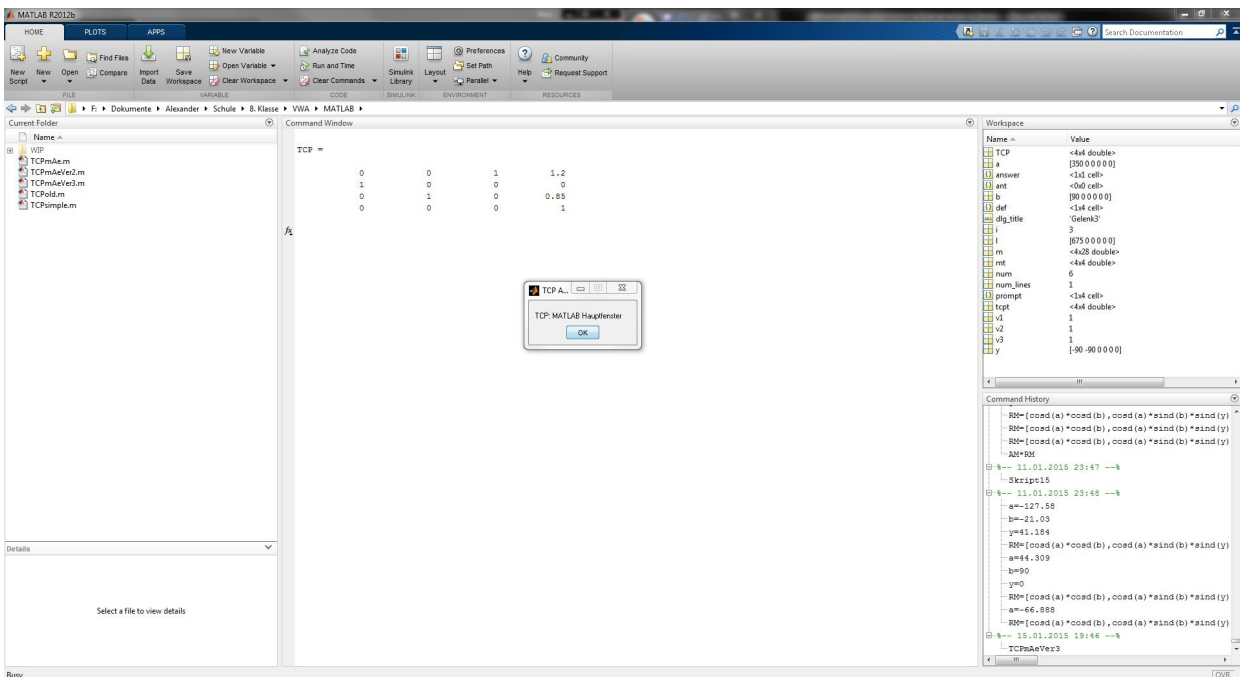 MATLAB R2012b
HOME PLOTS APPS
Search Documentation
New Script
New
Open
Find Files
Compare
Import Data
Save Workspace
New Variable
Open Variable
Clear Workspace
Analyze Code
Run and Time
Clear Commands
Simulink Library
Layout
Preferences
Set Path
Parallel
Help
Community
Request Support
FILE VARIABLE CODE SIMULINK ENVIRONMENT RESOURCES
F: Dokumente Alexander Schule 8. Klasse VWA MATLAB
Current Folder
Name
WIP
TCPmAe.m
TCPmAeVer2.m
TCPmAeVer3.m
TCPold.m
TCPsimple.m
Details
Select a file to view details
Command Window
TCP =
0 0 1 1.2
1 0 0 0
0 1 0 0.85
0 0 0 1
fx
TCP A...
TCP: MATLAB Hauptfenster
OK
Workspace
Name Value
TCP <4x4 double>
a [350 0 0 0 0 0]
answer <1x1 cell>
ant <0x0 cell>
b [90 0 0 0 0 0]
def <1x4 cell>
dlg_title 'Gelenk3'
i 3
l [675 0 0 0 0 0]
m <4x28 double>
mt <4x4 double>
num 6
num_lines 1
prompt <1x4 cell>
tcpt <4x4 double>
v1 1
v2 1
v3 1
y [-90 -90 0 0 0 0]
Command History
RM=[cosd(a)*cosd(b),cosd(a)*sind(b)*sind(y)
RM=[cosd(a)*cosd(b),cosd(a)*sind(b)*sind(y)
RM=[cosd(a)*cosd(b),cosd(a)*sind(b)*sind(y)
AM*RM
%-- 11.01.2015 23:47 --%
Skript15
%-- 11.01.2015 23:48 --%
a=-127.58
b=-21.03
y=41.184
RM=[cosd(a)*cosd(b),cosd(a)*sind(b)*sind(y)
a=44.309
b=90
y=0
RM=[cosd(a)*cosd(b),cosd(a)*sind(b)*sind(y)
a=-66.888
RM=[cosd(a)*cosd(b),cosd(a)*sind(b)*sind(y)
%-- 15.01.2015 19:46 --%
TCPmAeVer3
Busy
OVR